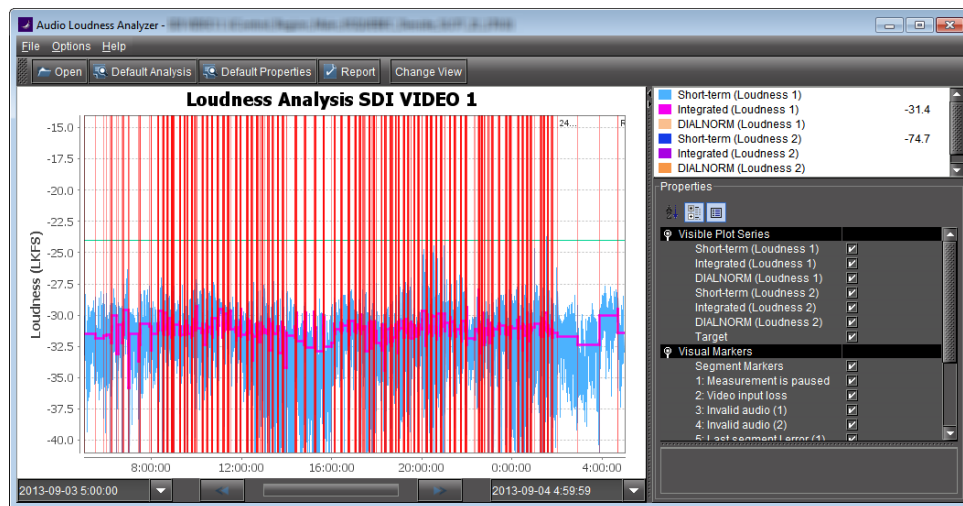 Audio Loudness Analyzer -
File Options Help
Open Default Analysis Default Properties Report Change View
Loudness Analysis SDI VIDEO 1
Loudness (LKFS)
-15.0
-17.5
-20.0
-22.5
-25.0
-27.5
-30.0
-32.5
-35.0
-37.5
-40.0
24...
R
8:00:00 12:00:00 16:00:00 20:00:00 0:00:00 4:00:00
2013-09-03 5:00:00
2013-09-04 4:59:59
Short-term (Loudness 1)
Integrated (Loudness 1) -31.4
DIALNORM (Loudness 1)
Short-term (Loudness 2) -74.7
Integrated (Loudness 2)
DIALNORM (Loudness 2)
Properties
Visible Plot Series
Short-term (Loudness 1)
Integrated (Loudness 1)
DIALNORM (Loudness 1)
Short-term (Loudness 2)
Integrated (Loudness 2)
DIALNORM (Loudness 2)
Target
Visual Markers
Segment Markers
1: Measurement is paused
2: Video input loss
3: Invalid audio (1)
4: Invalid audio (2)
5: Last segment I error (1)